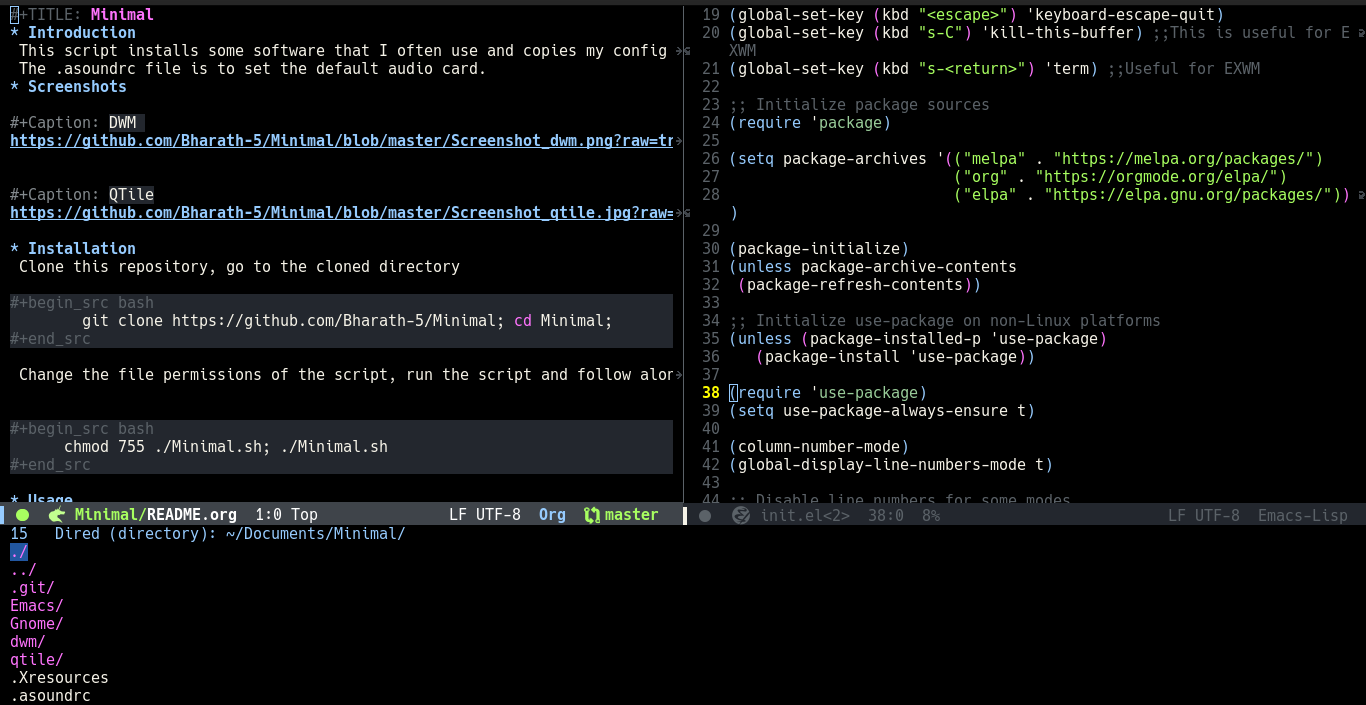 #+TITLE: Minimal
* Introduction
This script installs some software that I often use and copies my config
The .asoundrc file is to set the default audio card.
* Screenshots
#+Caption: DWM
https://github.com/Bharath-5/Minimal/blob/master/Screenshot_dwm.png?raw=tr
#+Caption: QTile
https://github.com/Bharath-5/Minimal/blob/master/Screenshot_qtile.jpg?raw=
* Installation
Clone this repository, go to the cloned directory
#+begin_src bash
git clone https://github.com/Bharath-5/Minimal; cd Minimal;
#+end_src
Change the file permissions of the script, run the script and follow alon
#+begin_src bash
chmod 755 ./Minimal.sh; ./Minimal.sh
#+end_src
* Usage
Minimal/README.org 1:0 Top LF UTF-8 Org master
19 (global-set-key (kbd "<escape>") 'keyboard-escape-quit)
20 (global-set-key (kbd "s-C") 'kill-this-buffer) ;;This is useful for E
XWM
21 (global-set-key (kbd "s-<return>") 'term) ;;Useful for EXWM
22
23 ;; Initialize package sources
24 (require 'package)
25
26 (setq package-archives '(("melpa" . "https://melpa.org/packages/")
27 ("org" . "https://orgmode.org/elpa/")
28 ("elpa" . "https://elpa.gnu.org/packages/"))
)
29
30 (package-initialize)
31 (unless package-archive-contents
32 (package-refresh-contents))
33
34 ;; Initialize use-package on non-Linux platforms
35 (unless (package-installed-p 'use-package)
36 (package-install 'use-package))
37
38 (require 'use-package)
39 (setq use-package-always-ensure t)
40
41 (column-number-mode)
42 (global-display-line-numbers-mode t)
43
44 ;; Disable line numbers for some modes
init.el<2> 38:0 8% LF UTF-8 Emacs-Lisp
15 Dired (directory): ~/Documents/Minimal/
./
../
.git/
Emacs/
Gnome/
dwm/
qtile/
.Xresources
.asoundrc